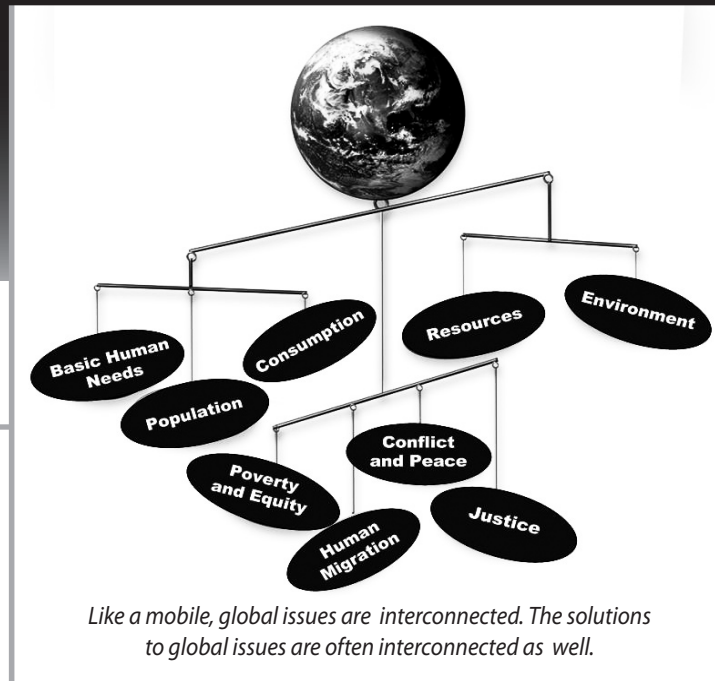 Basic Human
Needs
Population
Consumption
Resources
Environment
Poverty
and Equity
Human
Migration
Conflict
and Peace
Justice
Like a mobile, global issues are interconnected. The solutions
to global issues are often interconnected as well.